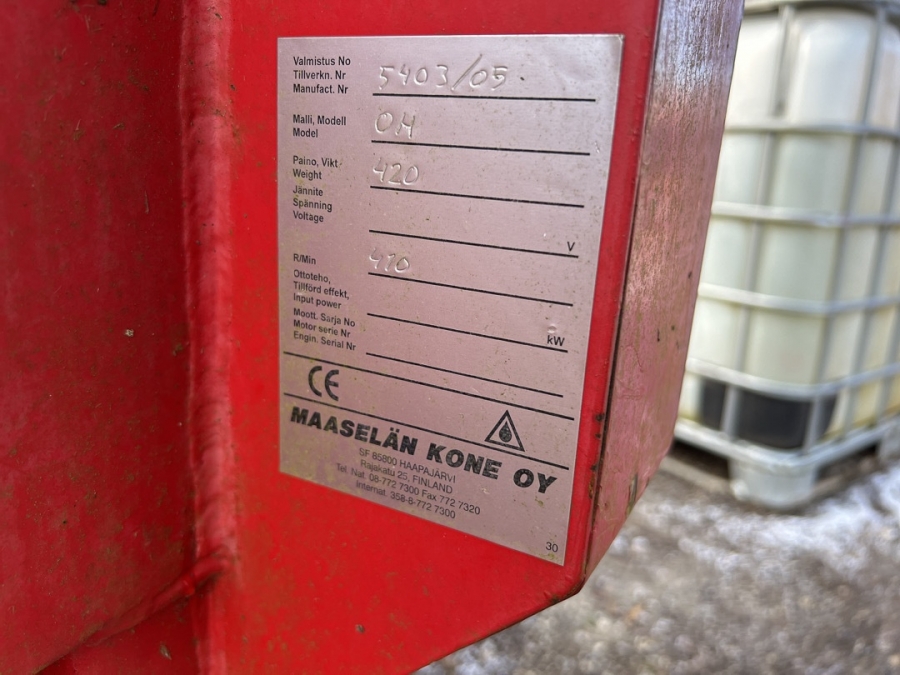 Valmistus No
Tillverkn. Nr
Manufact. Nr 5403/05
Malli, Modell
Model OH
Paino, Vikt
Weight 420
Jännite
Spänning
Voltage V
R/Min 410
Ottoteho,
Tillförd effekt,
Input power kW
Moott. Sarja No
Motor serie Nr
Engin. Serial Nr
CE
MAASELÄN KONE OY
SF 85800 HAAPAJÄRVI
Rajakatu 25, FINLAND
Tel. Nat. 08-772 7300 Fax 772 7320
Internat. 358-8-772 7300
30